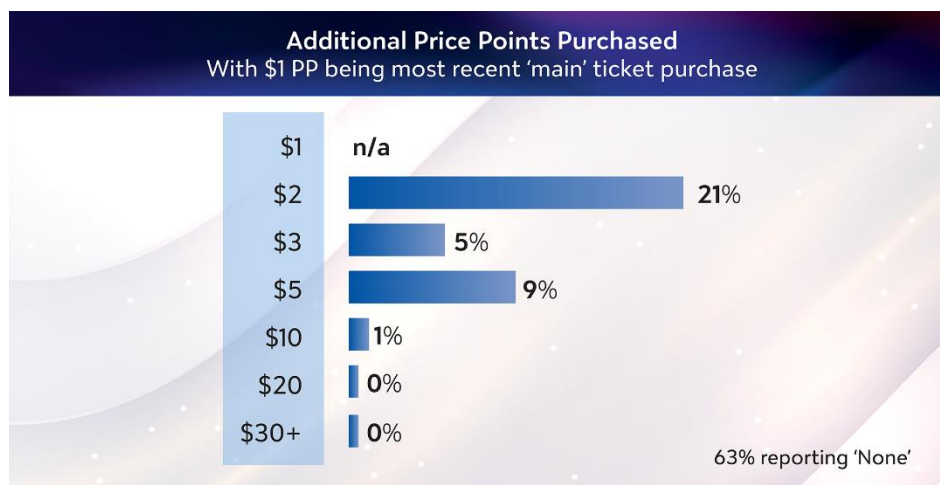 Additional Price Points Purchased
With $1 PP being most recent ‘main’ ticket purchase
$1 n/a
$2 21%
$3 5%
$5 9%
$10 1%
$20 0%
$30+ 0%
63% reporting ‘None’